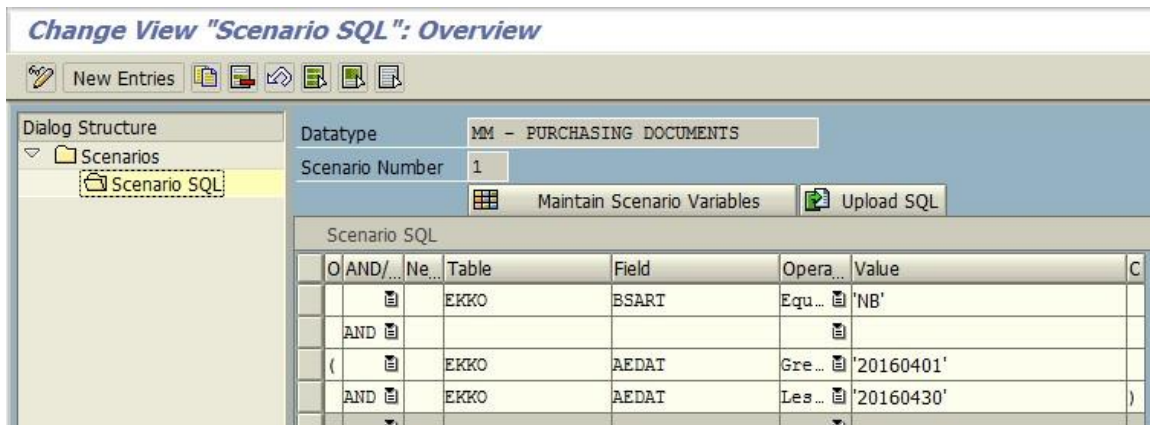 Change View "Scenario SQL": Overview
New Entries
Dialog Structure
Scenarios
Scenario SQL
Datatype MM - PURCHASING DOCUMENTS
Scenario Number 1
Maintain Scenario Variables Upload SQL
Scenario SQL
O AND/... Ne... Table Field Opera... Value C
EKKO BSART Equ... 'NB'
AND
( EKKO AEDAT Gre... '20160401'
AND EKKO AEDAT Les... '20160430' )